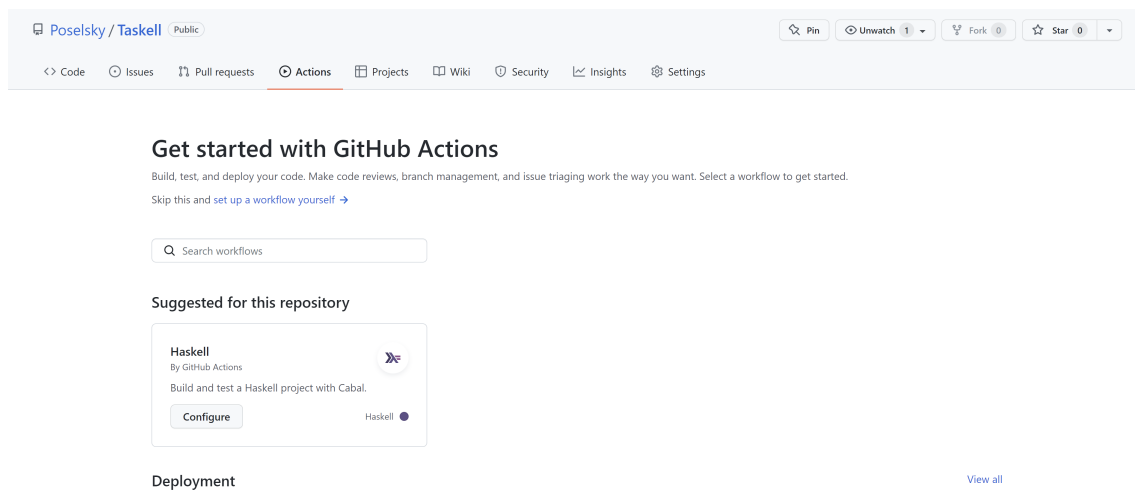 Poselsky / Taskell Public
Pin
Unwatch 1
Fork 0
Star 0
Code
Issues
Pull requests
Actions
Projects
Wiki
Security
Insights
Settings
Get started with GitHub Actions
Build, test, and deploy your code. Make code reviews, branch management, and issue triaging work the way you want. Select a workflow to get started.
Skip this and set up a workflow yourself →
Search workflows
Suggested for this repository
Haskell
By GitHub Actions
Build and test a Haskell project with Cabal.
Configure
Haskell
Deployment
View all